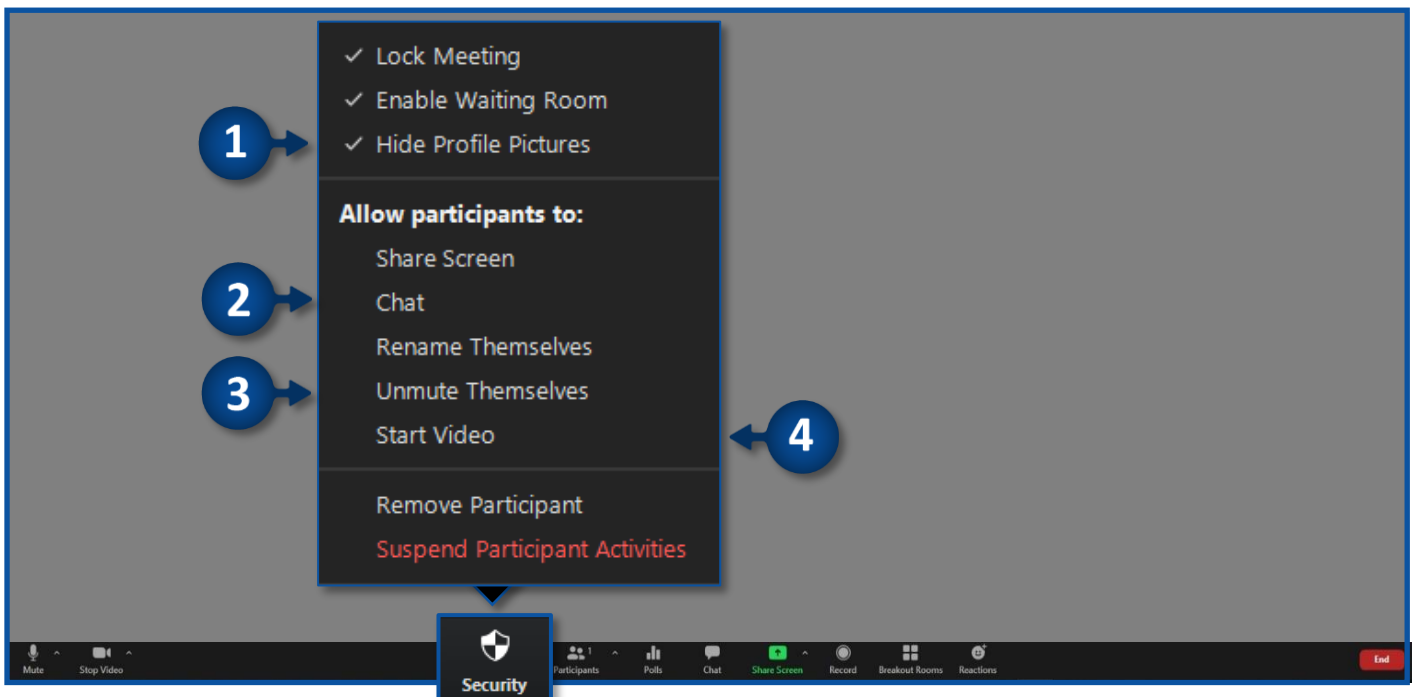 Lock Meeting
Enable Waiting Room
1
Hide Profile Pictures
Allow participants to:
Share Screen
2
Chat
Rename Themselves
3
Unmute Themselves
Start Video
4
Remove Participant
Suspend Participant Activities
Mute
Stop Video
Security
1
Participants
Polls
Chat
Share Screen
Record
Breakout Rooms
Reactions
End